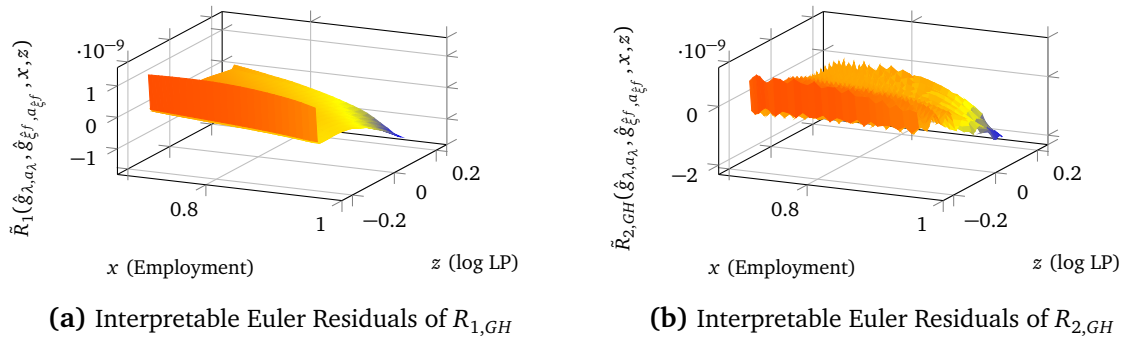 ·10⁻⁹
1
0
−1
0.8
1
−0.2
0
0.2
x (Employment)
z (log LP)
R̃₁(ĝ_{λ,a_λ}, ĝ_{ξ̂^f,a_{ξ̂^f}}, x, z)
(a) Interpretable Euler Residuals of R_{1,GH}
·10⁻⁹
0
−2
0.8
1
−0.2
0
0.2
x (Employment)
z (log LP)
R̃_{2,GH}(ĝ_{λ,a_λ}, ĝ_{ξ̂^f,a_{ξ̂^f}}, x, z)
(b) Interpretable Euler Residuals of R_{2,GH}